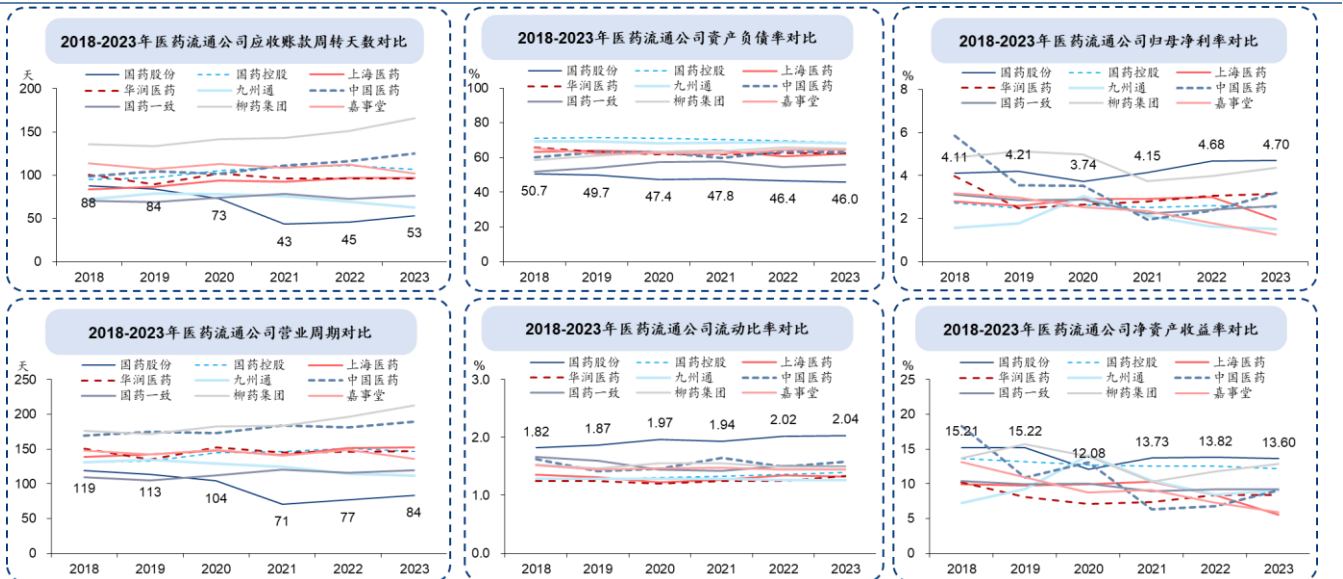 2018-2023年医药流通公司应收账款周转天数对比
天
国药股份 国药控股 上海医药
华润医药 九州通 中国医药
国药一致 柳药集团 嘉事堂
200
150
100
50
0
88 84 73 43 45 53
2018 2019 2020 2021 2022 2023
2018-2023年医药流通公司资产负债率对比
%
国药股份 国药控股 上海医药
华润医药 九州通 中国医药
国药一致 柳药集团 嘉事堂
100
80
60
40
20
0
50.7 49.7 47.4 47.8 46.4 46.0
2018 2019 2020 2021 2022 2023
2018-2023年医药流通公司归母净利率对比
%
国药股份 国药控股 上海医药
华润医药 九州通 中国医药
国药一致 柳药集团 嘉事堂
8
6
4
2
0
4.11 4.21 3.74 4.15 4.68 4.70
2018 2019 2020 2021 2022 2023
2018-2023年医药流通公司营业周期对比
天
国药股份 国药控股 上海医药
华润医药 九州通 中国医药
国药一致 柳药集团 嘉事堂
250
200
150
100
50
0
119 113 104 71 77 84
2018 2019 2020 2021 2022 2023
2018-2023年医药流通公司流动比率对比
%
国药股份 国药控股 上海医药
华润医药 九州通 中国医药
国药一致 柳药集团 嘉事堂
3.0
2.0
1.0
0.0
1.82 1.87 1.97 1.94 2.02 2.04
2018 2019 2020 2021 2022 2023
2018-2023年医药流通公司净资产收益率对比
%
国药股份 国药控股 上海医药
华润医药 九州通 中国医药
国药一致 柳药集团 嘉事堂
25
20
15
10
5
0
15.21 15.22 12.08 13.73 13.82 13.60
2018 2019 2020 2021 2022 2023